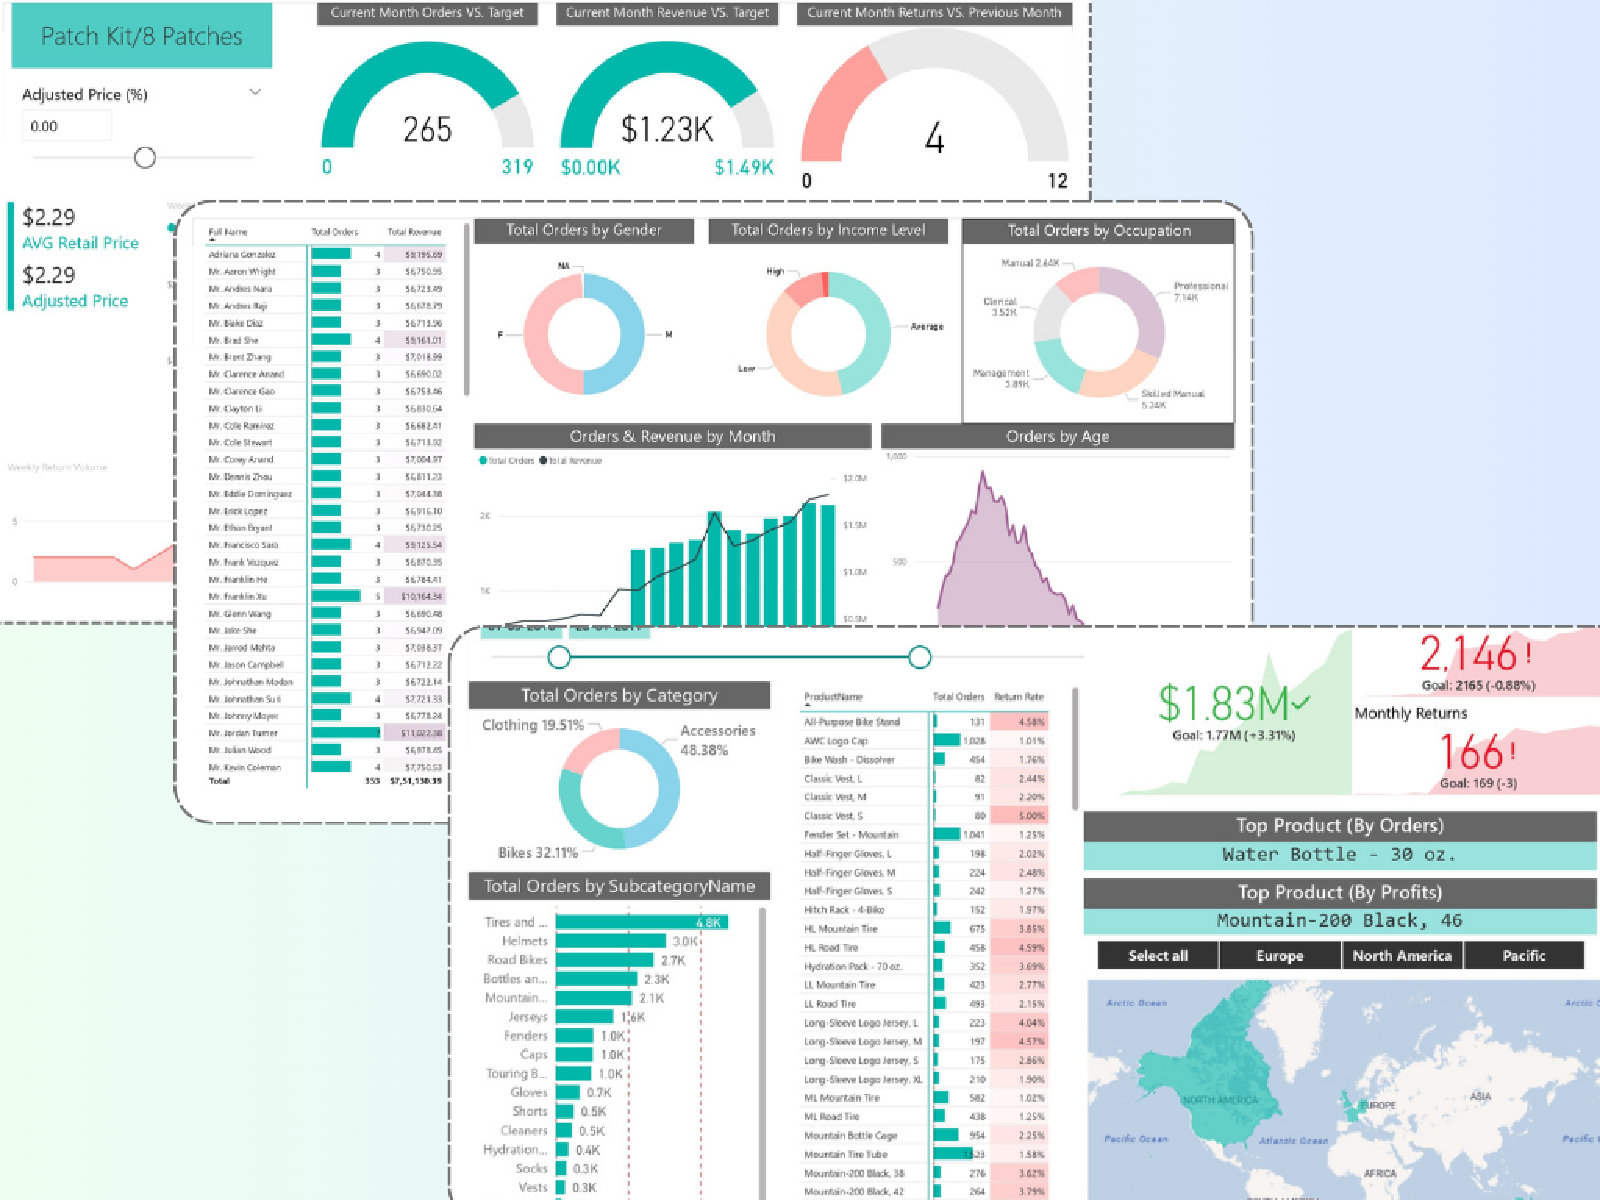 Patch Kit/8 Patches
Adjusted Price (%)
0.00
$2.29
AVG Retail Price
$2.29
Adjusted Price
Weekly Return Volume
5
0
Current Month Orders VS. Target
265
0 319
Current Month Revenue VS. Target
$1.23K
$0.00K $1.49K
Current Month Returns VS. Previous Month
4
0 12
Full Name Total Orders Total Revenue
Adriana Gonzalez 4
Mr. Aaron Wright 3 $6,750.95
Mr. Andres Nara 3 $6,723.49
Mr. Andres Raji 3 $6,678.79
Mr. Blake Diaz 3 $6,713.96
Mr. Brad She 4 $9,161.01
Mr. Brent Zhang 3 $7,018.99
Mr. Clarence Anand 3 $6,690.02
Mr. Clarence Gao 3 $6,753.46
Mr. Clayton Li 3 $6,830.64
Mr. Cole Ramirez 3 $6,682.41
Mr. Cole Stewart 3 $6,713.92
Mr. Corey Anand 3 $7,004.97
Mr. Dennis Zhou 3 $6,811.23
Mr. Eddie Dominguez 3 $7,044.38
Mr. Erick Lopez 3 $6,916.10
Mr. Ethan Bryant 3 $6,730.25
Mr. Francisco Sara 4 $9,125.54
Mr. Frank Vazquez 3 $6,870.35
Mr. Franklin He 3 $6,784.41
Mr. Franklin Xu 5 $10,164.34
Mr. Glenn Wang 3 $6,690.48
Mr. Jake She 3 $6,947.09
Mr. Jarrod Mehta 3 $7,038.37
Mr. Jason Campbell 3 $6,712.22
Mr. Johnathan Madan 3 $6,722.14
Mr. Johnathan Suri 4 $7,721.33
Mr. Johnny Moyer 3 $6,778.24
Mr. Jordan Turner 7 $11,022.38
Mr. Julian Wood 3 $6,973.45
Mr. Kevin Coleman 4 $7,750.53
Total 353 $7,51,130.39
Total Orders by Gender
NA
F
M
Total Orders by Income Level
High
Average
Low
Total Orders by Occupation
Manual 2.64K
Professional
7.14K
Clerical
3.52K
Management
Skilled Manual
5.24K
Orders & Revenue by Month
Total Orders Total Revenue
2K
1K
$2.0M
$1.5M
$1.0M
$0.5M
Orders by Age
1,000
500
Total Orders by Category
Clothing 19.51%
Accessories
48.38%
Bikes 32.11%
Total Orders by SubcategoryName
Tires and ... 4.8K
Helmets 3.0K
Road Bikes 2.7K
Bottles an... 2.3K
Mountain... 2.1K
Jerseys 1.6K
Fenders 1.0K
Caps 1.0K
Touring B... 1.0K
Gloves 0.7K
Shorts 0.5K
Cleaners 0.5K
Hydration... 0.4K
Socks 0.3K
Vests 0.3K
ProductName Total Orders Return Rate
All-Purpose Bike Stand 131 4.58%
AWC Logo Cap 1,028 1.01%
Bike Wash - Dissolver 454 1.76%
Classic Vest, L 82 2.44%
Classic Vest, M 91 2.20%
Classic Vest, S 80 5.00%
Fender Set - Mountain 1,041 1.25%
Half-Finger Gloves, L 198 2.02%
Half-Finger Gloves, M 224 2.48%
Half-Finger Gloves, S 242 1.27%
Hitch Rack - 4-Bike 152 1.97%
HL Mountain Tire 675 3.85%
HL Road Tire 458 4.59%
Hydration Pack - 70 oz. 352 3.69%
LL Mountain Tire 423 2.77%
LL Road Tire 493 2.15%
Long-Sleeve Logo Jersey, L 223 4.04%
Long-Sleeve Logo Jersey, M 197 4.57%
Long-Sleeve Logo Jersey, S 175 2.86%
Long-Sleeve Logo Jersey, XL 210 1.90%
ML Mountain Tire 582 1.02%
ML Road Tire 438 1.25%
Mountain Bottle Cage 954 2.25%
Mountain Tire Tube 1,523 1.58%
Mountain-200 Black, 38 276 3.62%
Mountain-200 Black, 42 264 3.79%
$1.83M
Goal: 1.77M (+3.31%)
2,146!
Goal: 2165 (-0.88%)
Monthly Returns
166!
Goal: 169 (-3)
Top Product (By Orders)
Water Bottle - 30 oz.
Top Product (By Profits)
Mountain-200 Black, 46
Select all Europe North America Pacific
Arctic Ocean
NORTH AMERICA
EUROPE
ASIA
Pacific Ocean
Atlantic Ocean
AFRICA